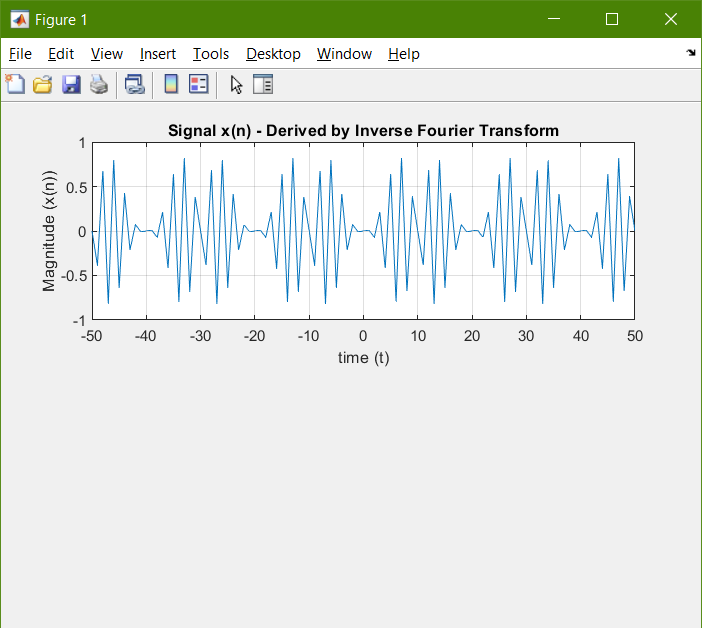 Figure 1
File Edit View Insert Tools Desktop Window Help
Signal x(n) - Derived by Inverse Fourier Transform
Magnitude (x(n))
1
0.5
0
-0.5
-1
-50 -40 -30 -20 -10 0 10 20 30 40 50
time (t)